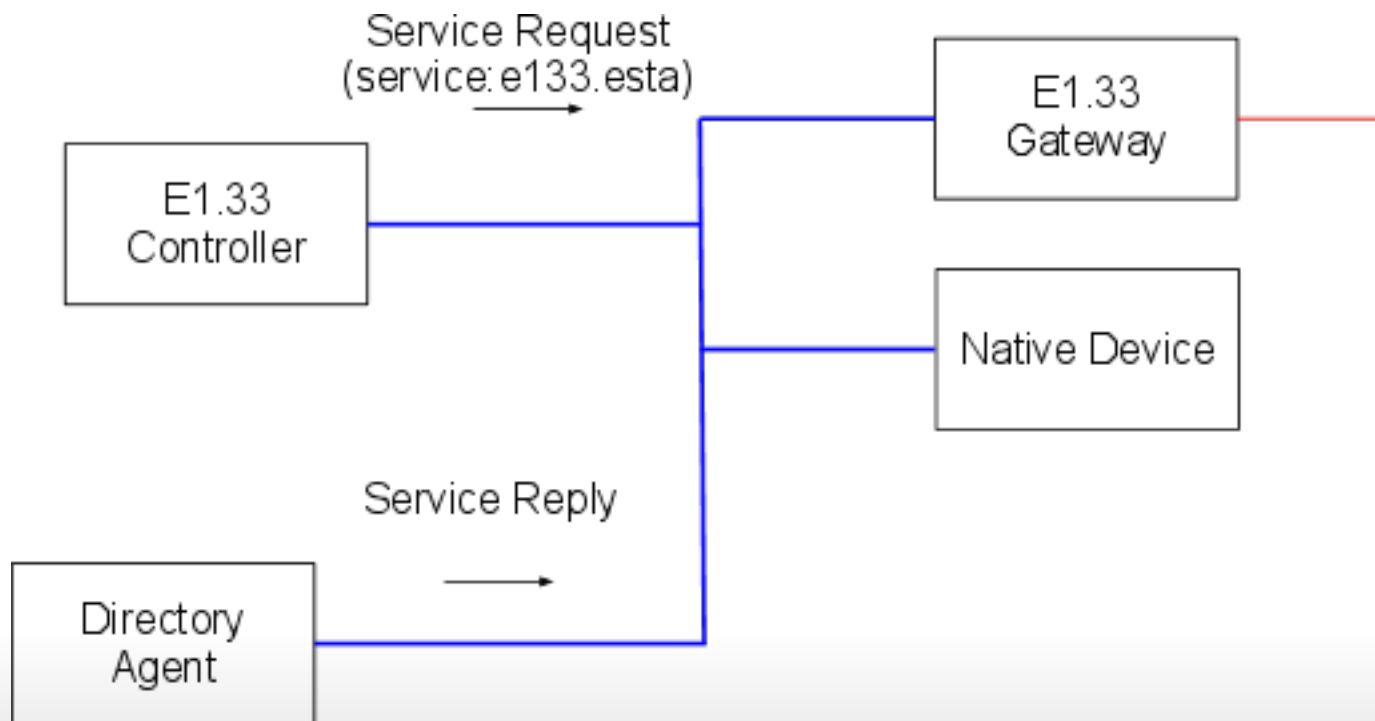 Service Request
(service:e133.esta)
E1.33
Gateway
E1.33
Controller
Native Device
Service Reply
Directory
Agent